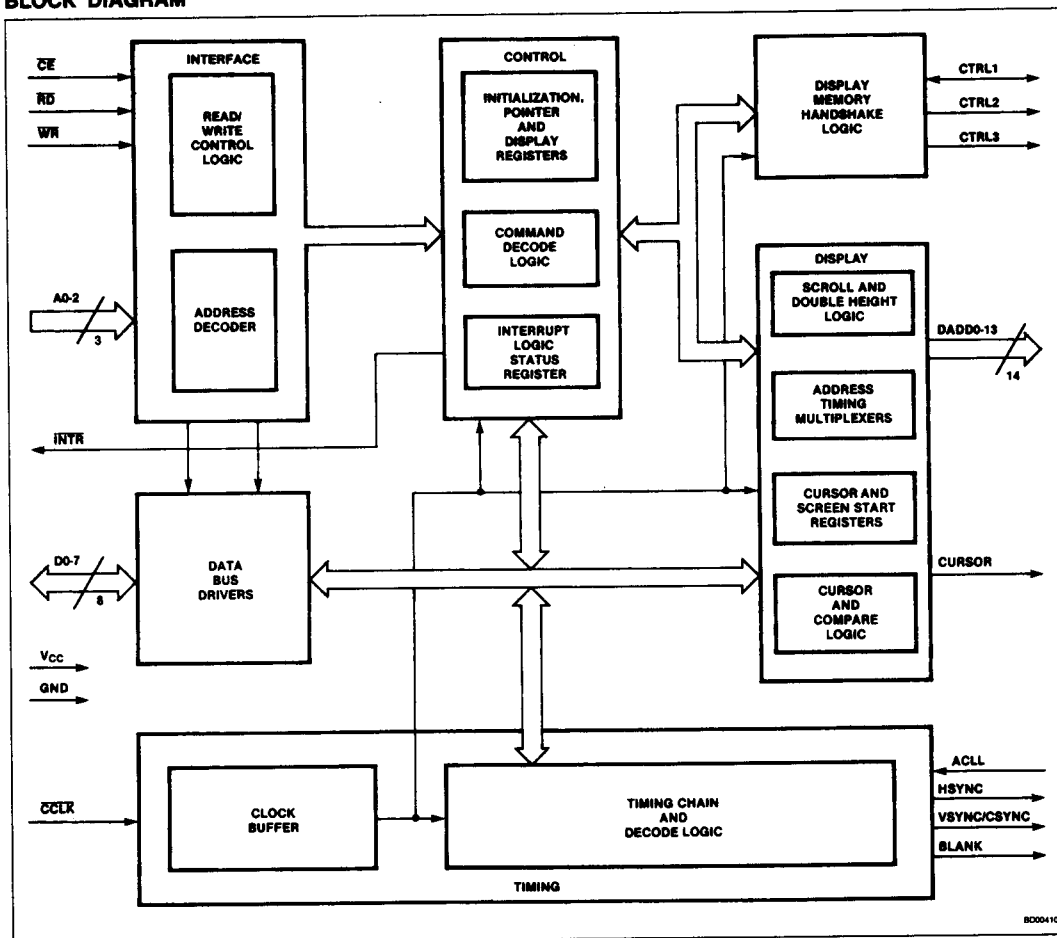 BLOCK DIAGRAM
INTERFACE
CE
RD
WR
READ/
WRITE
CONTROL
LOGIC
ADDRESS
DECODER
A0-2
3
INTR
CONTROL
INITIALIZATION,
POINTER
AND
DISPLAY
REGISTERS
COMMAND
DECODE
LOGIC
INTERRUPT
LOGIC
STATUS
REGISTER
DISPLAY
MEMORY
HANDSHAKE
LOGIC
CTRL1
CTRL2
CTRL3
DISPLAY
SCROLL AND
DOUBLE HEIGHT
LOGIC
ADDRESS
TIMING
MULTIPLEXERS
CURSOR AND
SCREEN START
REGISTERS
CURSOR
AND
COMPARE
LOGIC
DADD0-13
14
CURSOR
D0-7
8
DATA
BUS
DRIVERS
VCC
GND
CCLK
CLOCK
BUFFER
TIMING CHAIN
AND
DECODE LOGIC
TIMING
ACLL
HSYNC
VSYNC/CSYNC
BLANK
BD00410